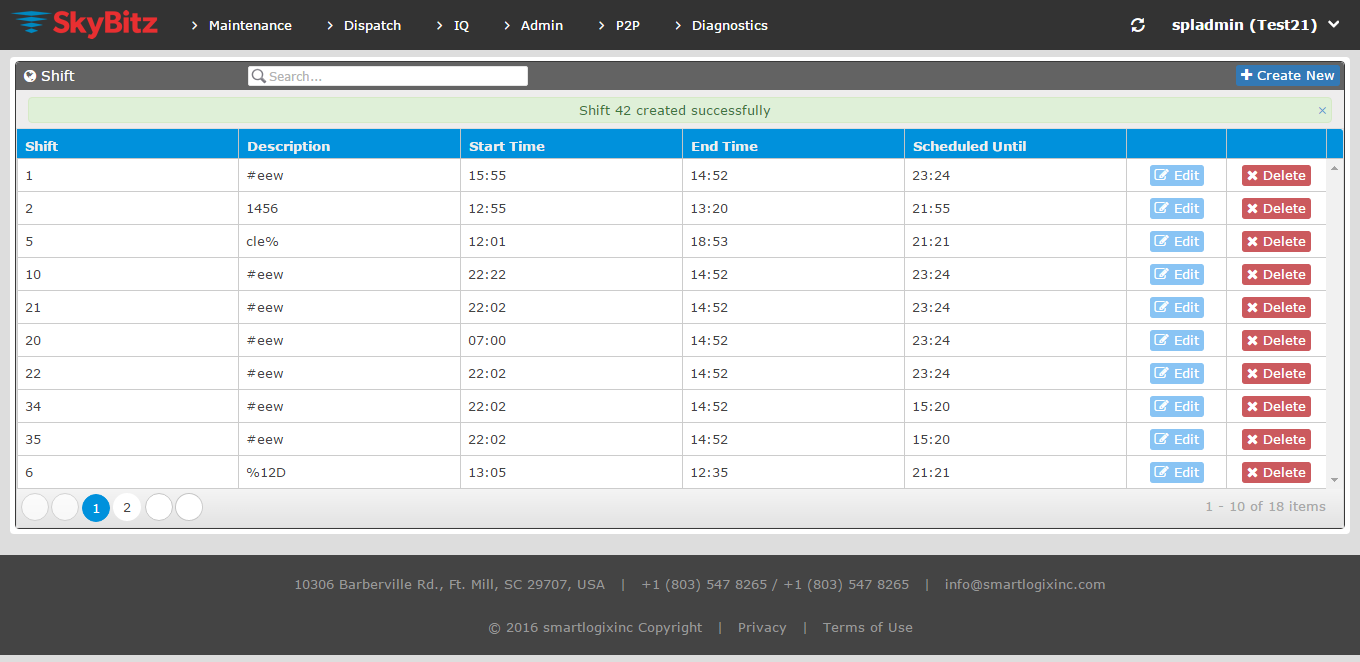 SkyBitz Maintenance Dispatch IQ Admin P2P Diagnostics spladmin (Test21)
Shift Search... Create New
Shift 42 created successfully ×
Shift Description Start Time End Time Scheduled Until
1 #eew 15:55 14:52 23:24 Edit Delete
2 1456 12:55 13:20 21:55 Edit Delete
5 cle% 12:01 18:53 21:21 Edit Delete
10 #eew 22:22 14:52 23:24 Edit Delete
21 #eew 22:02 14:52 23:24 Edit Delete
20 #eew 07:00 14:52 23:24 Edit Delete
22 #eew 22:02 14:52 23:24 Edit Delete
34 #eew 22:02 14:52 15:20 Edit Delete
35 #eew 22:02 14:52 15:20 Edit Delete
6 %12D 13:05 12:35 21:21 Edit Delete
1 2 1 - 10 of 18 items
10306 Barberville Rd., Ft. Mill, SC 29707, USA | +1 (803) 547 8265 / +1 (803) 547 8265 | info@smartlogixinc.com
© 2016 smartlogixinc Copyright | Privacy | Terms of Use